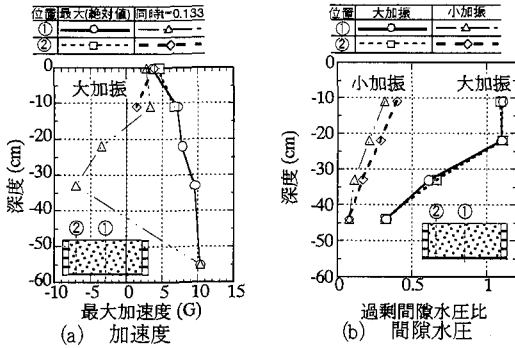 位置 最大(絶対値) 同時t=0.133
①
②
大加振
深度 (cm)
0
-10
-20
-30
-40
-50
-60
② ①
-10 -5 0 5 10 15
最大加速度(G)
(a) 加速度
位置 大加振 小加振
①
②
小加振 大加振
深度 (cm)
0
-10
-20
-30
-40
-50
-60
② ①
0 0.5 1
過剰間隙水圧比
(b) 間隙水圧